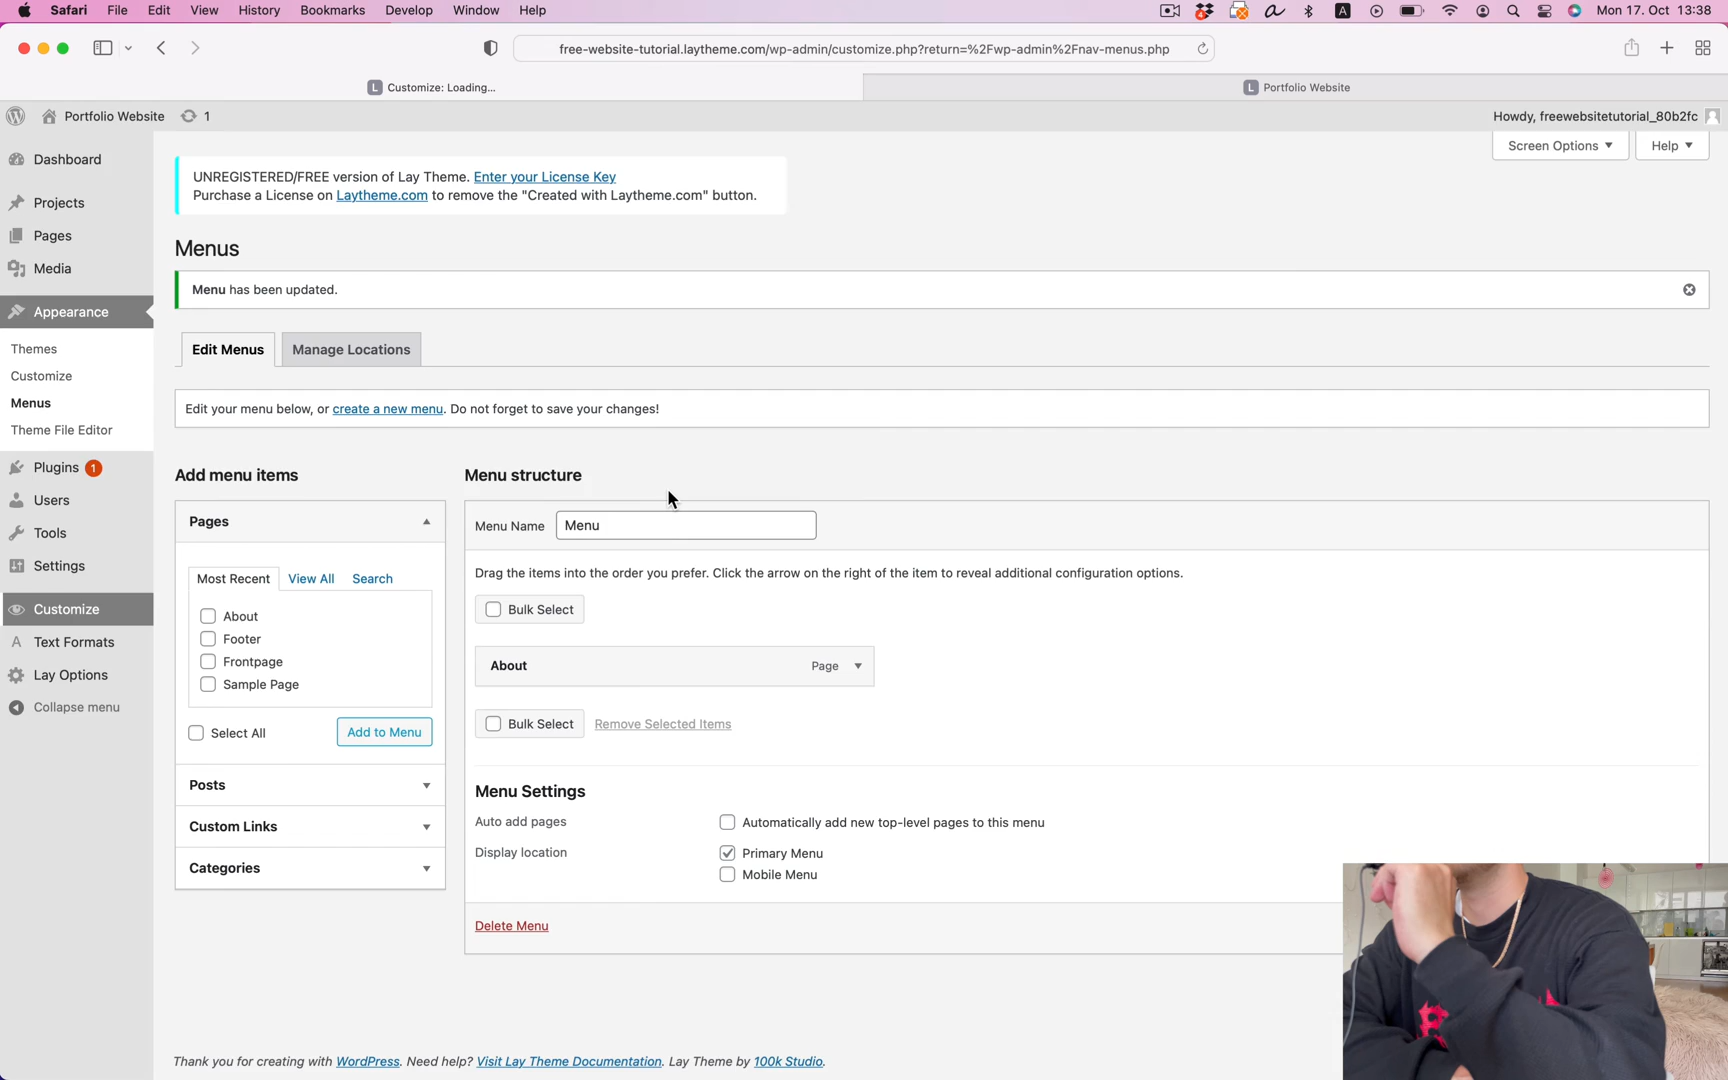 Safari File Edit View History Bookmarks Develop Window Help
4 A Mon 17. Oct 13:38
free-website-tutorial.laytheme.com/wp-admin/customize.php?return=%2Fwp-admin%2Fnav-menus.php
L Customize: Loading...
L Portfolio Website
Portfolio Website 1
Howdy, freewebsitetutorial_80b2fc
Screen Options ▼
Help ▼
Dashboard
Projects
Pages
Media
Appearance
Themes
Customize
Menus
Theme File Editor
Plugins 1
Users
Tools
Settings
Customize
Text Formats
Lay Options
Collapse menu
UNREGISTERED/FREE version of Lay Theme. Enter your License Key
Purchase a License on Laytheme.com to remove the "Created with Laytheme.com" button.
Menus
Menu has been updated.
Edit Menus
Manage Locations
Edit your menu below, or create a new menu. Do not forget to save your changes!
Add menu items
Pages
Most Recent View All Search
About
Footer
Frontpage
Sample Page
Select All
Add to Menu
Posts
Custom Links
Categories
Menu structure
Menu Name Menu
Drag the items into the order you prefer. Click the arrow on the right of the item to reveal additional configuration options.
Bulk Select
About Page
Bulk Select Remove Selected Items
Menu Settings
Auto add pages Automatically add new top-level pages to this menu
Display location Primary Menu
Mobile Menu
Delete Menu
Thank you for creating with WordPress. Need help? Visit Lay Theme Documentation. Lay Theme by 100k Studio.